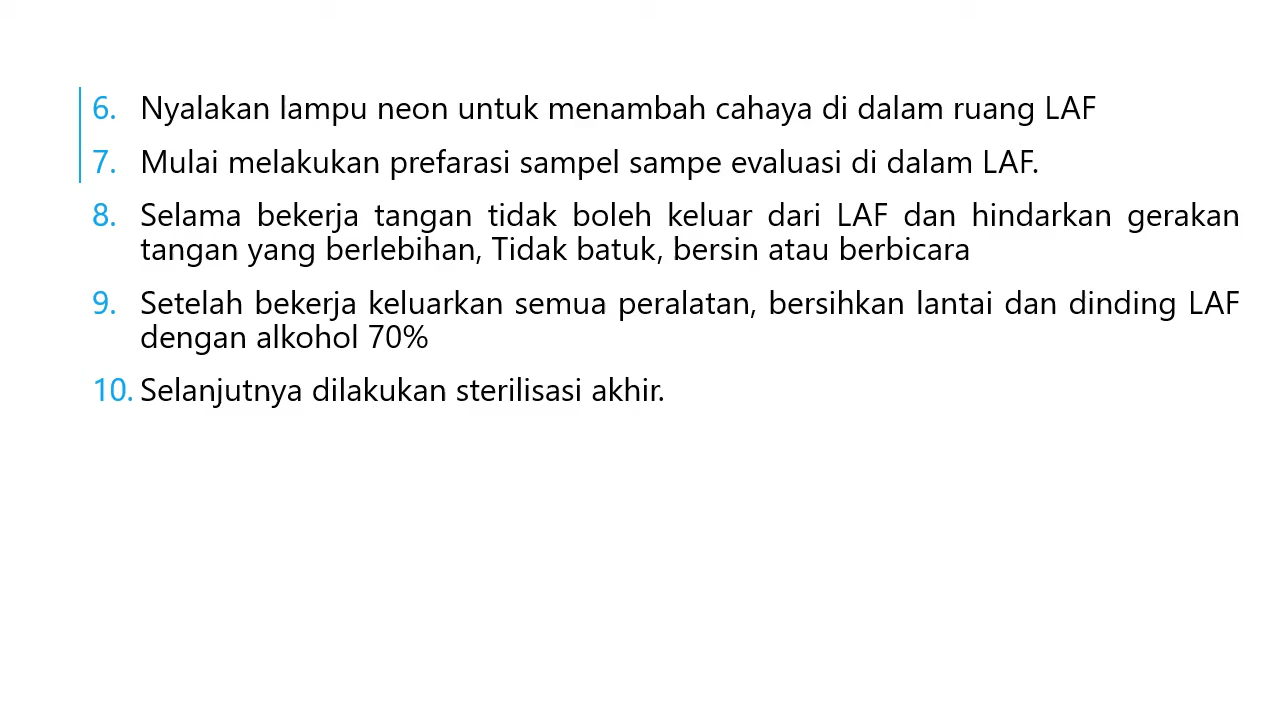 6. Nyalakan lampu neon untuk menambah cahaya di dalam ruang LAF
7. Mulai melakukan prefarasi sampel sampe evaluasi di dalam LAF.
8. Selama bekerja tangan tidak boleh keluar dari LAF dan hindarkan gerakan
tangan yang berlebihan, Tidak batuk, bersin atau berbicara
9. Setelah bekerja keluarkan semua peralatan, bersihkan lantai dan dinding LAF
dengan alkohol 70%
10. Selanjutnya dilakukan sterilisasi akhir.